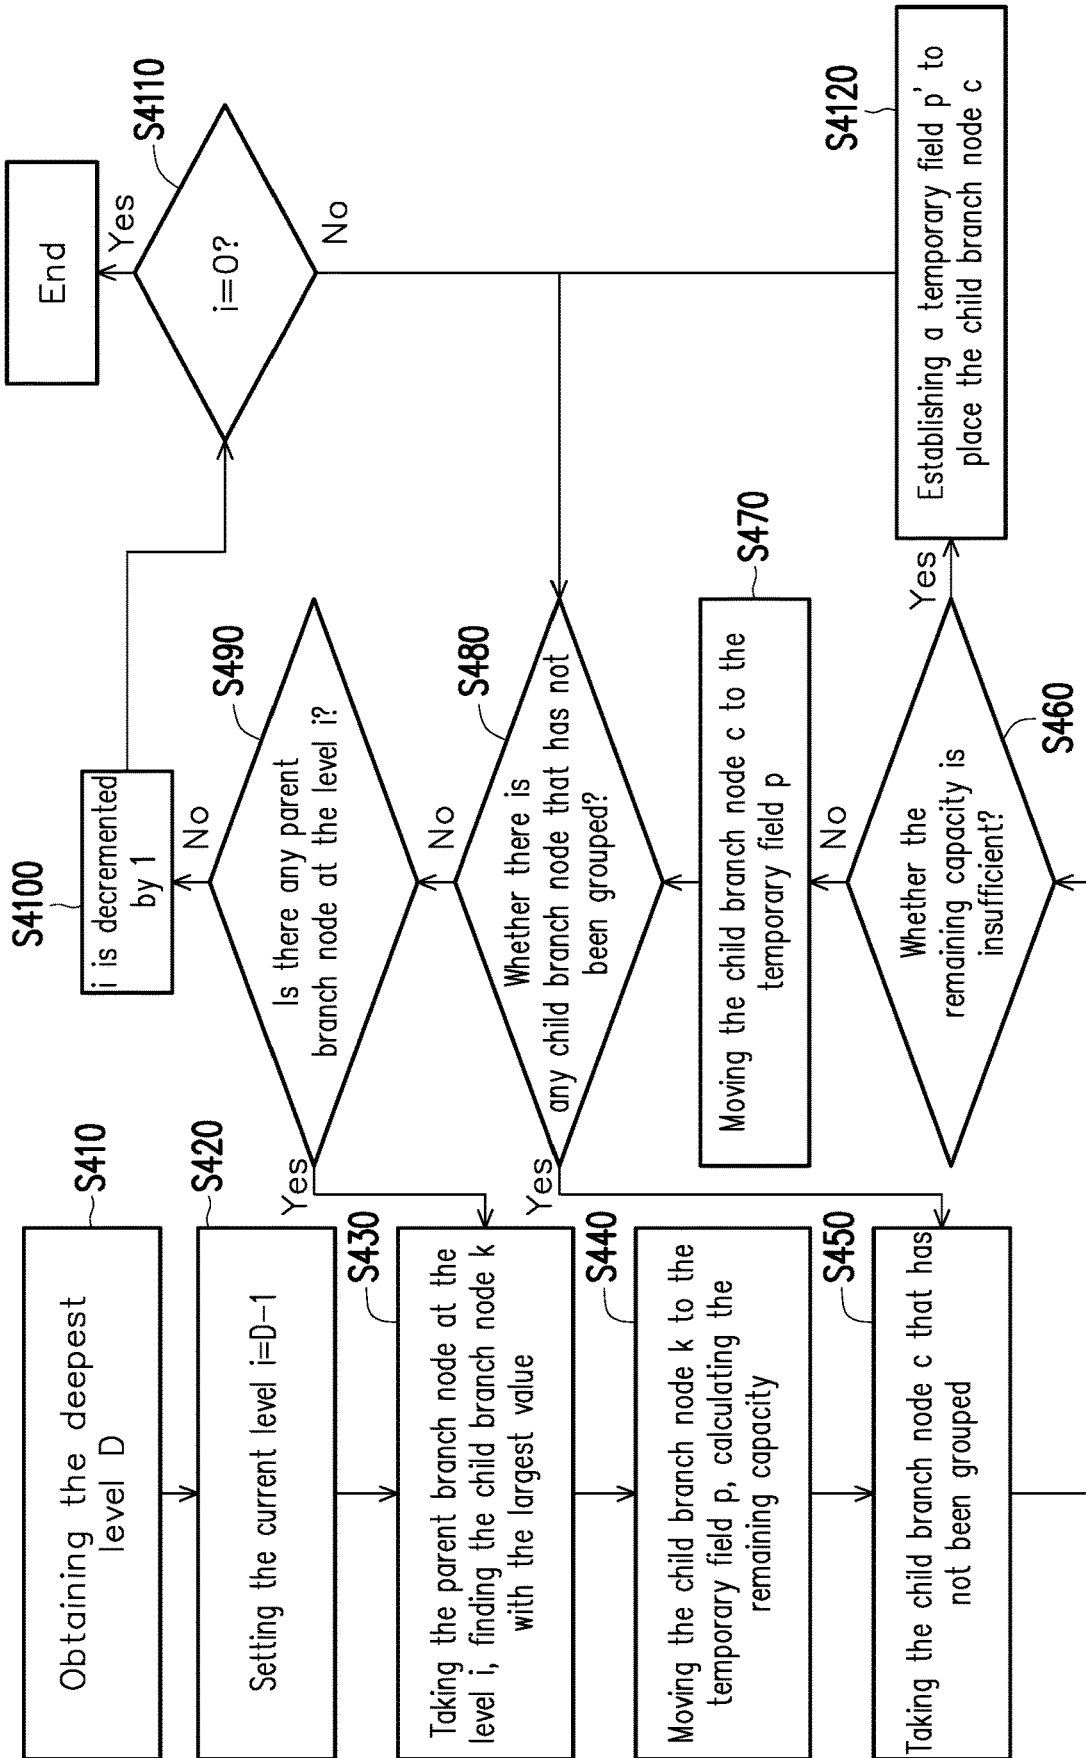 Obtaining the deepest
level D
S410
Setting the current level i=D-1
S420
Taking the parent branch node at the
level i, finding the child branch node k
with the largest value
S430
Moving the child branch node k to the
temporary field p, calculating the
remaining capacity
S440
Taking the child branch node c that has
not been grouped
S450
Whether the
remaining capacity is
insufficient?
S460
No
Yes
Moving the child branch node c to the
temporary field p
S470
Whether there is
any child branch node that has not
been grouped?
S480
Yes
No
Is there any parent
branch node at the level i?
S490
Yes
No
i is decremented
by 1
S4100
i=0?
S4110
Yes
No
End
Establishing a temporary field p' to
place the child branch node c
S4120